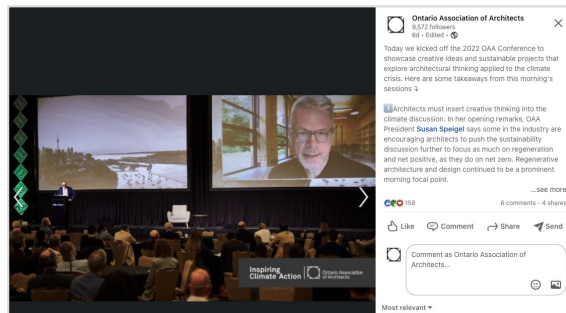 Ontario Association of Architects
9,572 followers
6d • Edited •
Today we kicked off the 2022 OAA Conference to
showcase creative ideas and sustainable projects that
explore architectural thinking applied to the climate
crisis. Here are some takeaways from this morning's
sessions ⤵
1️⃣Architects must insert creative thinking into the
climate discussion. In her opening remarks, OAA
President Susan Speigel says some in the industry are
encouraging architects to push the sustainability
discussion further to focus as much on regeneration
and net positive, as they do on net zero. Regenerative
architecture and design continued to be a prominent
morning focal point.
...see more
158
6 comments • 4 shares
Like Comment Share Send
Comment as Ontario Association of
Architects...
Most relevant
Inspiring
Climate Action
Ontario Association
of Architects